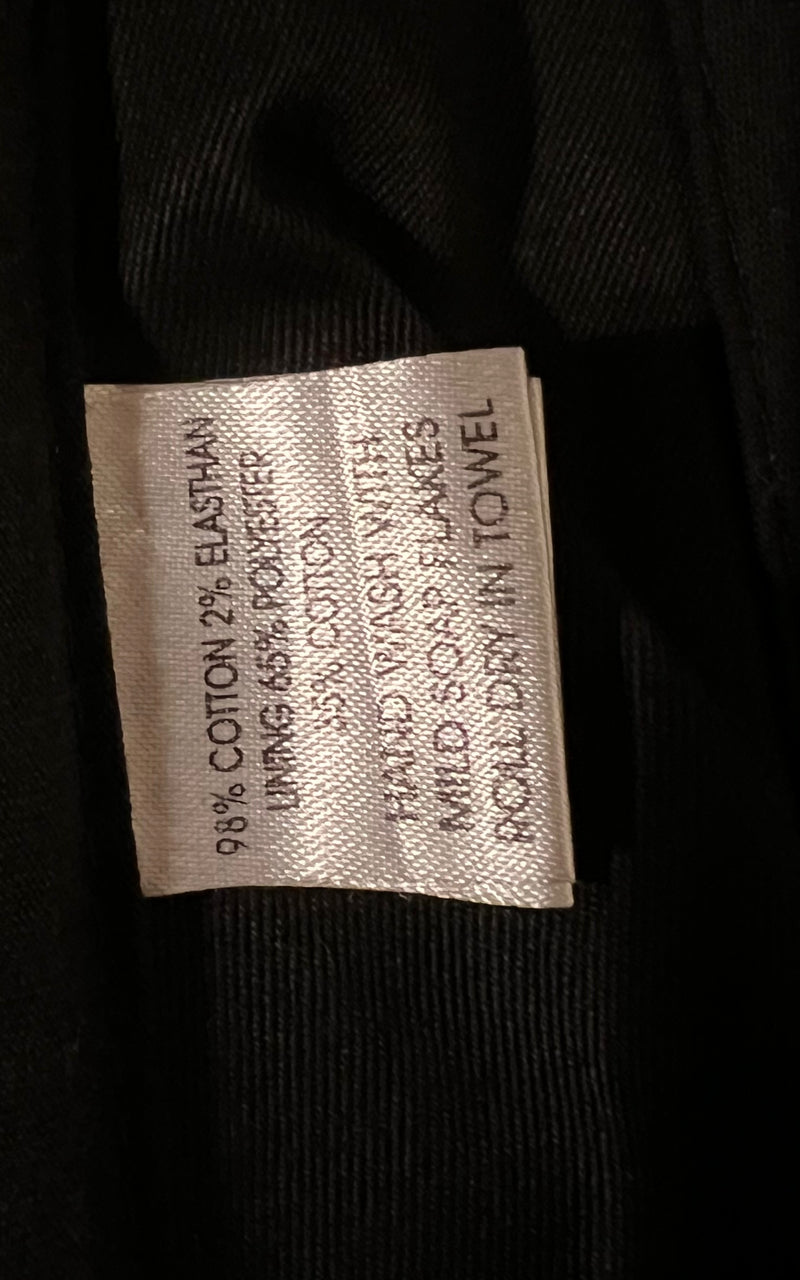 98% COTTON 2% ELASTHAN
LINING 65% POLYESTER
35% COTTON
HAND WASH WITH
MILD SOAP FLAKES
ROLL DRY IN TOWEL